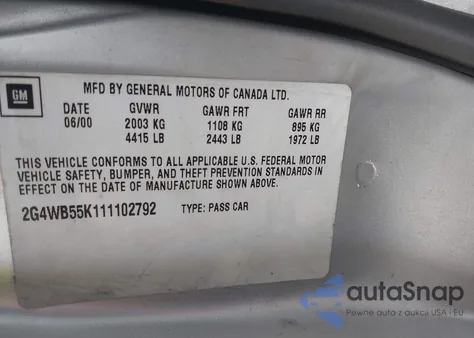 GM
MFD BY GENERAL MOTORS OF CANADA LTD.
DATE GVWR GAWR FRT GAWR RR
06/00 2003 KG 1108 KG 895 KG
4415 LB 2443 LB 1972 LB
THIS VEHICLE CONFORMS TO ALL APPLICABLE U.S. FEDERAL MOTOR
VEHICLE SAFETY, BUMPER, AND THEFT PREVENTION STANDARDS IN
EFFECT ON THE DATE OF MANUFACTURE SHOWN ABOVE.
2G4WB55K111102792 TYPE: PASS CAR
autoSnap
Pewne auta z aukcji USA i EU